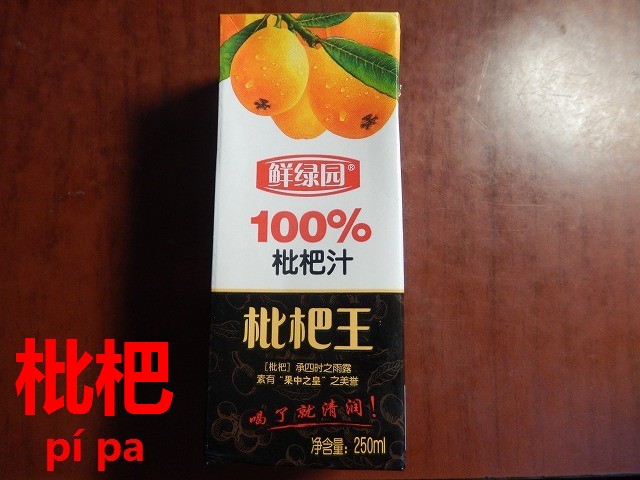 鲜绿园®
100%
枇杷汁
枇杷王
［枇杷］承四时之雨露
素有“果中之皇”之美誉
喝了就清润！
净含量：250ml
枇杷
pí pa